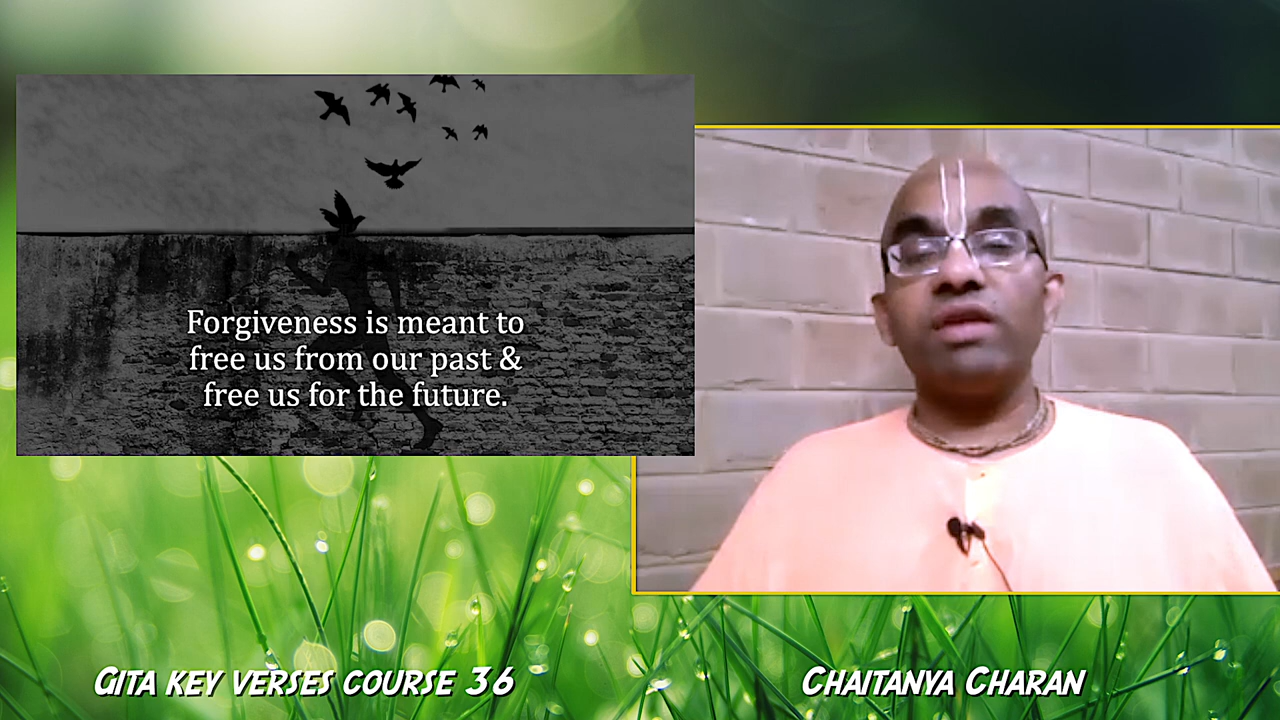 Forgiveness is meant to
free us from our past &
free us for the future.
Gita key verses course 36
Chaitanya Charan